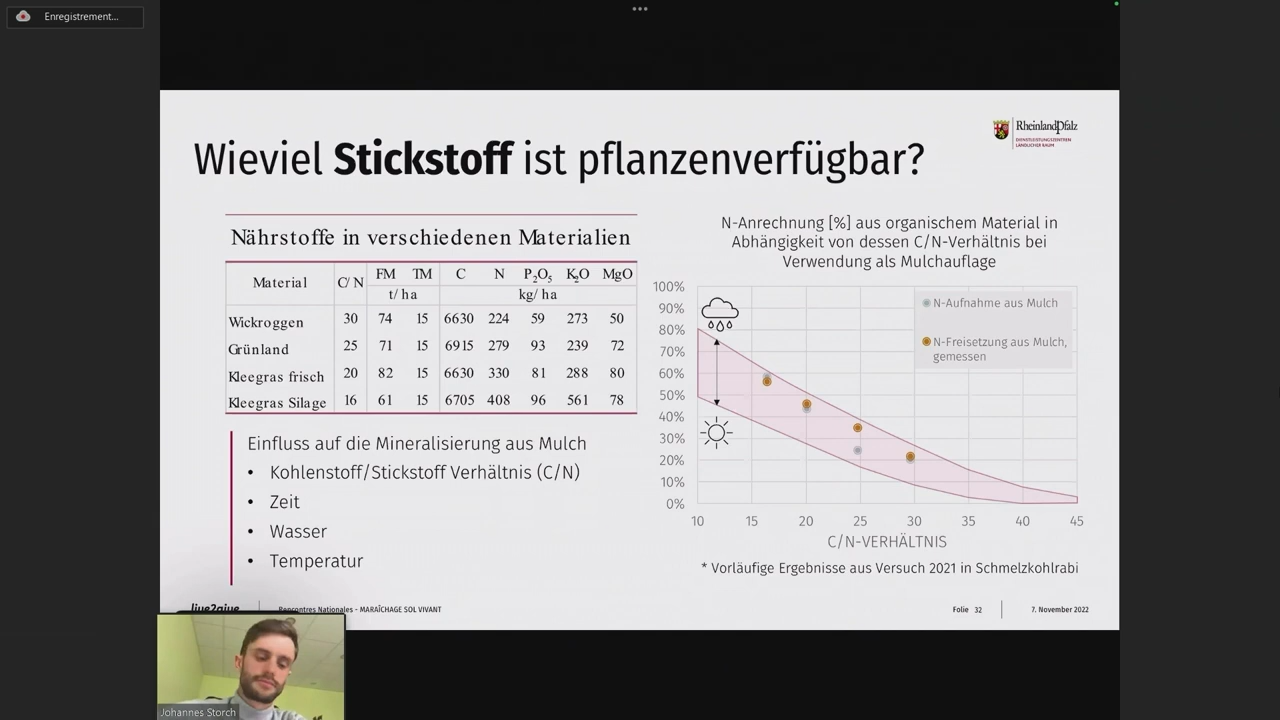 Enregistrement...
RheinlandPfalz
DIENSTLEISTUNGSZENTREN
LÄNDLICHER RAUM
Wieviel Stickstoff ist pflanzenverfügbar?
Nährstoffe in verschiedenen Materialien
Material C/N FM TM C N P2O5 K2O MgO
t/ha kg/ha
Wickroggen 30 74 15 6630 224 59 273 50
Grünland 25 71 15 6915 279 93 239 72
Kleegras frisch 20 82 15 6630 330 81 288 80
Kleegras Silage 16 61 15 6705 408 96 561 78
Einfluss auf die Mineralisierung aus Mulch
• Kohlenstoff/Stickstoff Verhältnis (C/N)
• Zeit
• Wasser
• Temperatur
N-Anrechnung [%] aus organischem Material in
Abhängigkeit von dessen C/N-Verhältnis bei
Verwendung als Mulchauflage
100%
90%
80%
70%
60%
50%
40%
30%
20%
10%
0%
N-Aufnahme aus Mulch
N-Freisetzung aus Mulch,
gemessen
10 15 20 25 30 35 40 45
C/N-VERHÄLTNIS
* Vorläufige Ergebnisse aus Versuch 2021 in Schmelzkohlrabi
live2give
Rencontres Nationales - MARAÎCHAGE SOL VIVANT
Folie 32
7. November 2022
Johannes Storch